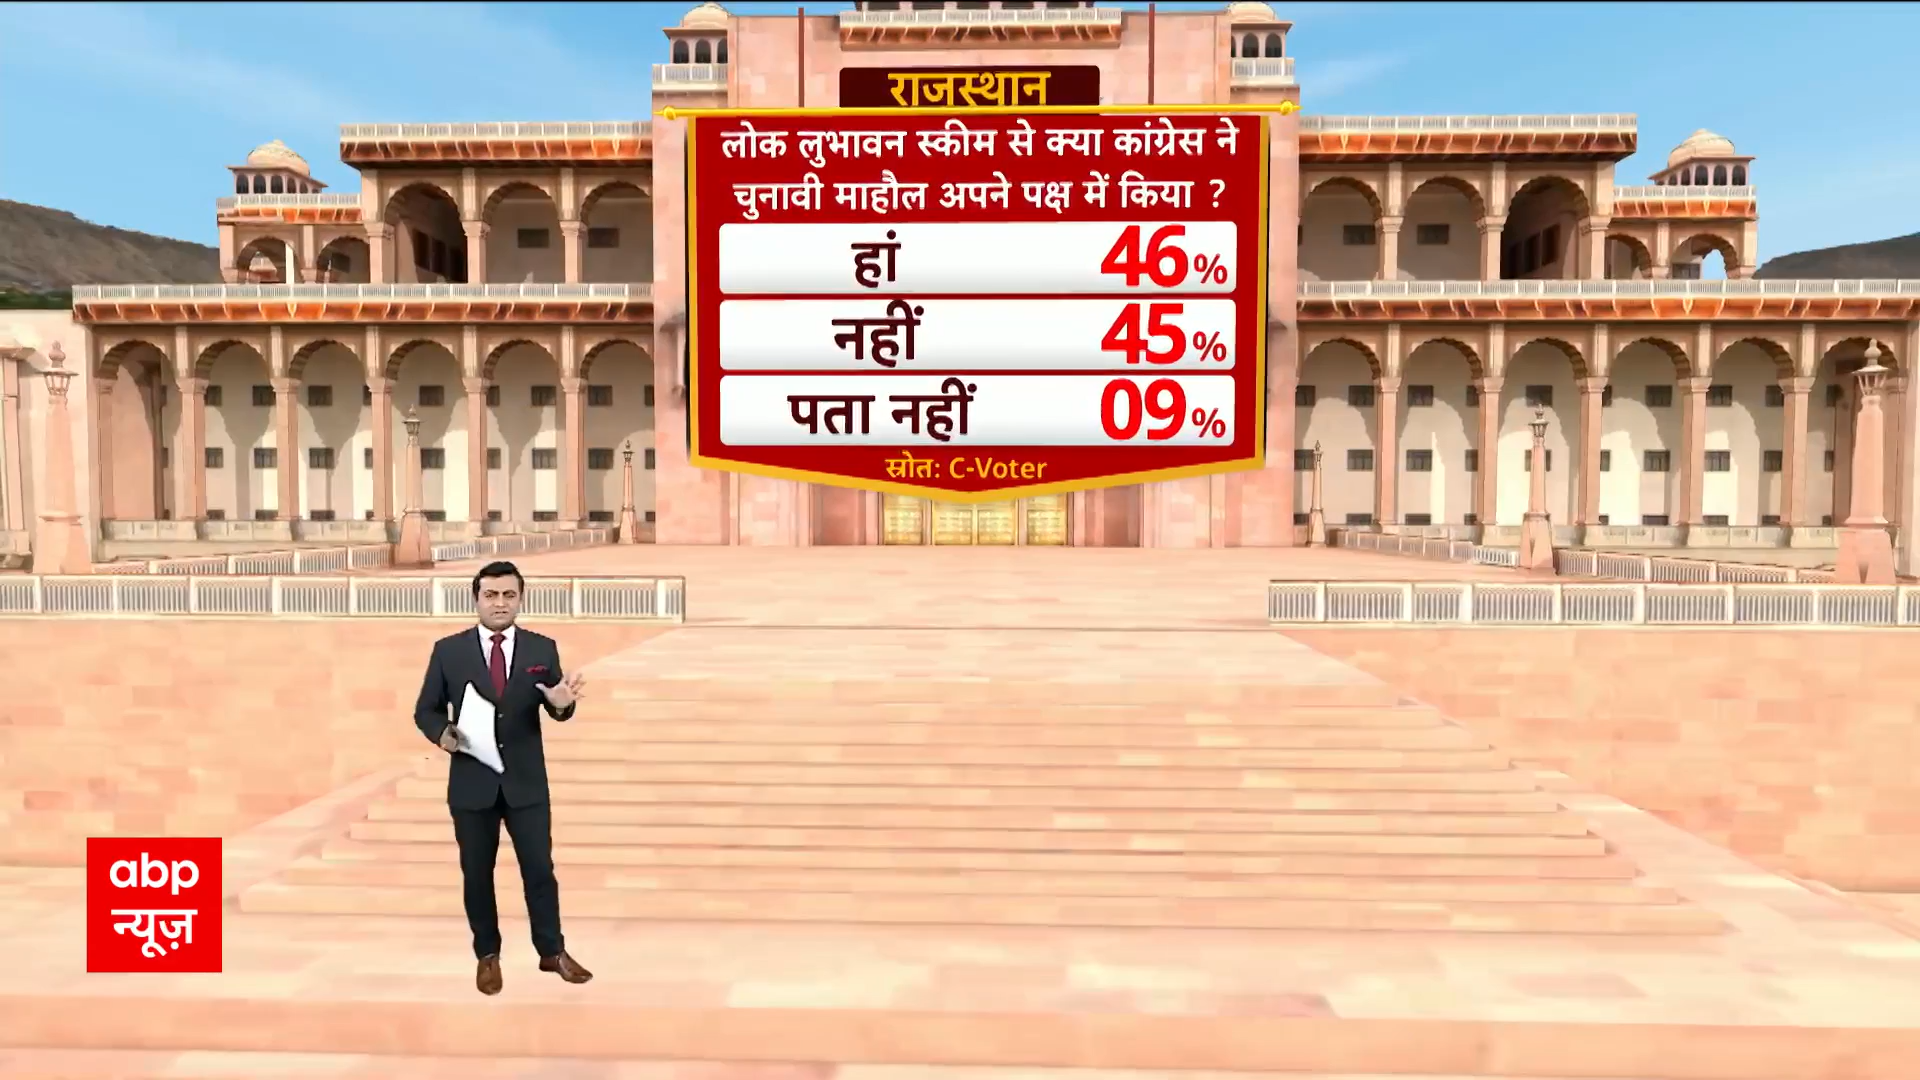 राजस्थान
लोक लुभावन स्कीम से क्या कांग्रेस ने
चुनावी माहौल अपने पक्ष में किया ?
हां 46%
नहीं 45%
पता नहीं 09%
स्रोत: C-Voter
abp
न्यूज़